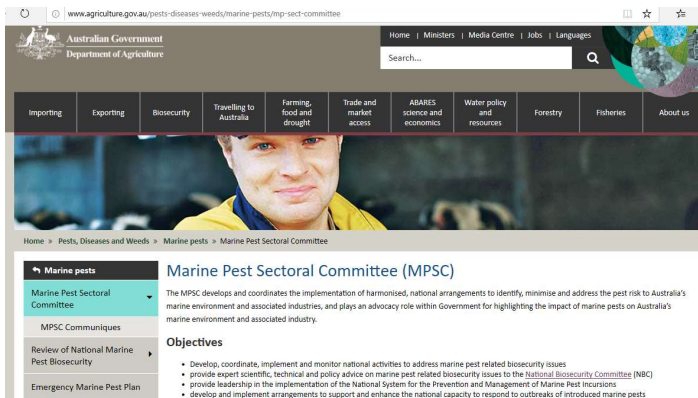 www.agriculture.gov.au/pests-diseases-weeds/marine-pests/mp-sect-committee
Australian Government
Department of Agriculture
Home | Ministers | Media Centre | Jobs | Languages
Search...
Importing
Exporting
Biosecurity
Travelling to
Australia
Farming,
food and
drought
Trade and
market
access
ABARES
science and
economics
Water policy
and
resources
Forestry
Fisheries
About us
Home » Pests, Diseases and Weeds » Marine pests » Marine Pest Sectoral Committee
Marine pests
Marine Pest Sectoral
Committee
MPSC Communiques
Review of National Marine
Pest Biosecurity
Emergency Marine Pest Plan
Marine Pest Sectoral Committee (MPSC)
The MPSC develops and coordinates the implementation of harmonised, national arrangements to identify, minimise and address the pest risk to Australia's
marine environment and associated industries, and plays an advocacy role within Government for highlighting the impact of marine pests on Australia's
marine environment and associated industry.
Objectives
• Develop, coordinate, implement and monitor national activities to address marine pest related biosecurity issues
• provide expert scientific, technical and policy advice on marine pest related biosecurity issues to the National Biosecurity Committee (NBC)
• provide leadership in the implementation of the National System for the Prevention and Management of Marine Pest Incursions
• develop and implement arrangements to support and enhance the national capacity to respond to outbreaks of introduced marine pests